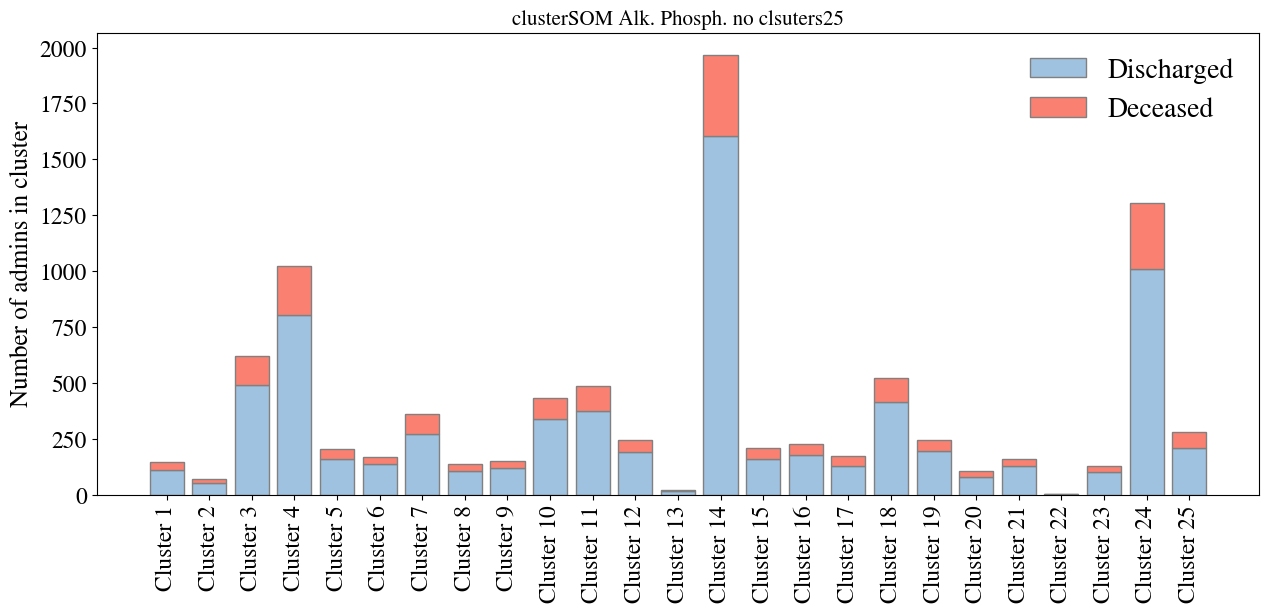 clusterSOM Alk. Phosph. no clsuters25
Number of admins in cluster
2000
1750
1500
1250
1000
750
500
250
0
Discharged
Deceased
Cluster 1
Cluster 2
Cluster 3
Cluster 4
Cluster 5
Cluster 6
Cluster 7
Cluster 8
Cluster 9
Cluster 10
Cluster 11
Cluster 12
Cluster 13
Cluster 14
Cluster 15
Cluster 16
Cluster 17
Cluster 18
Cluster 19
Cluster 20
Cluster 21
Cluster 22
Cluster 23
Cluster 24
Cluster 25